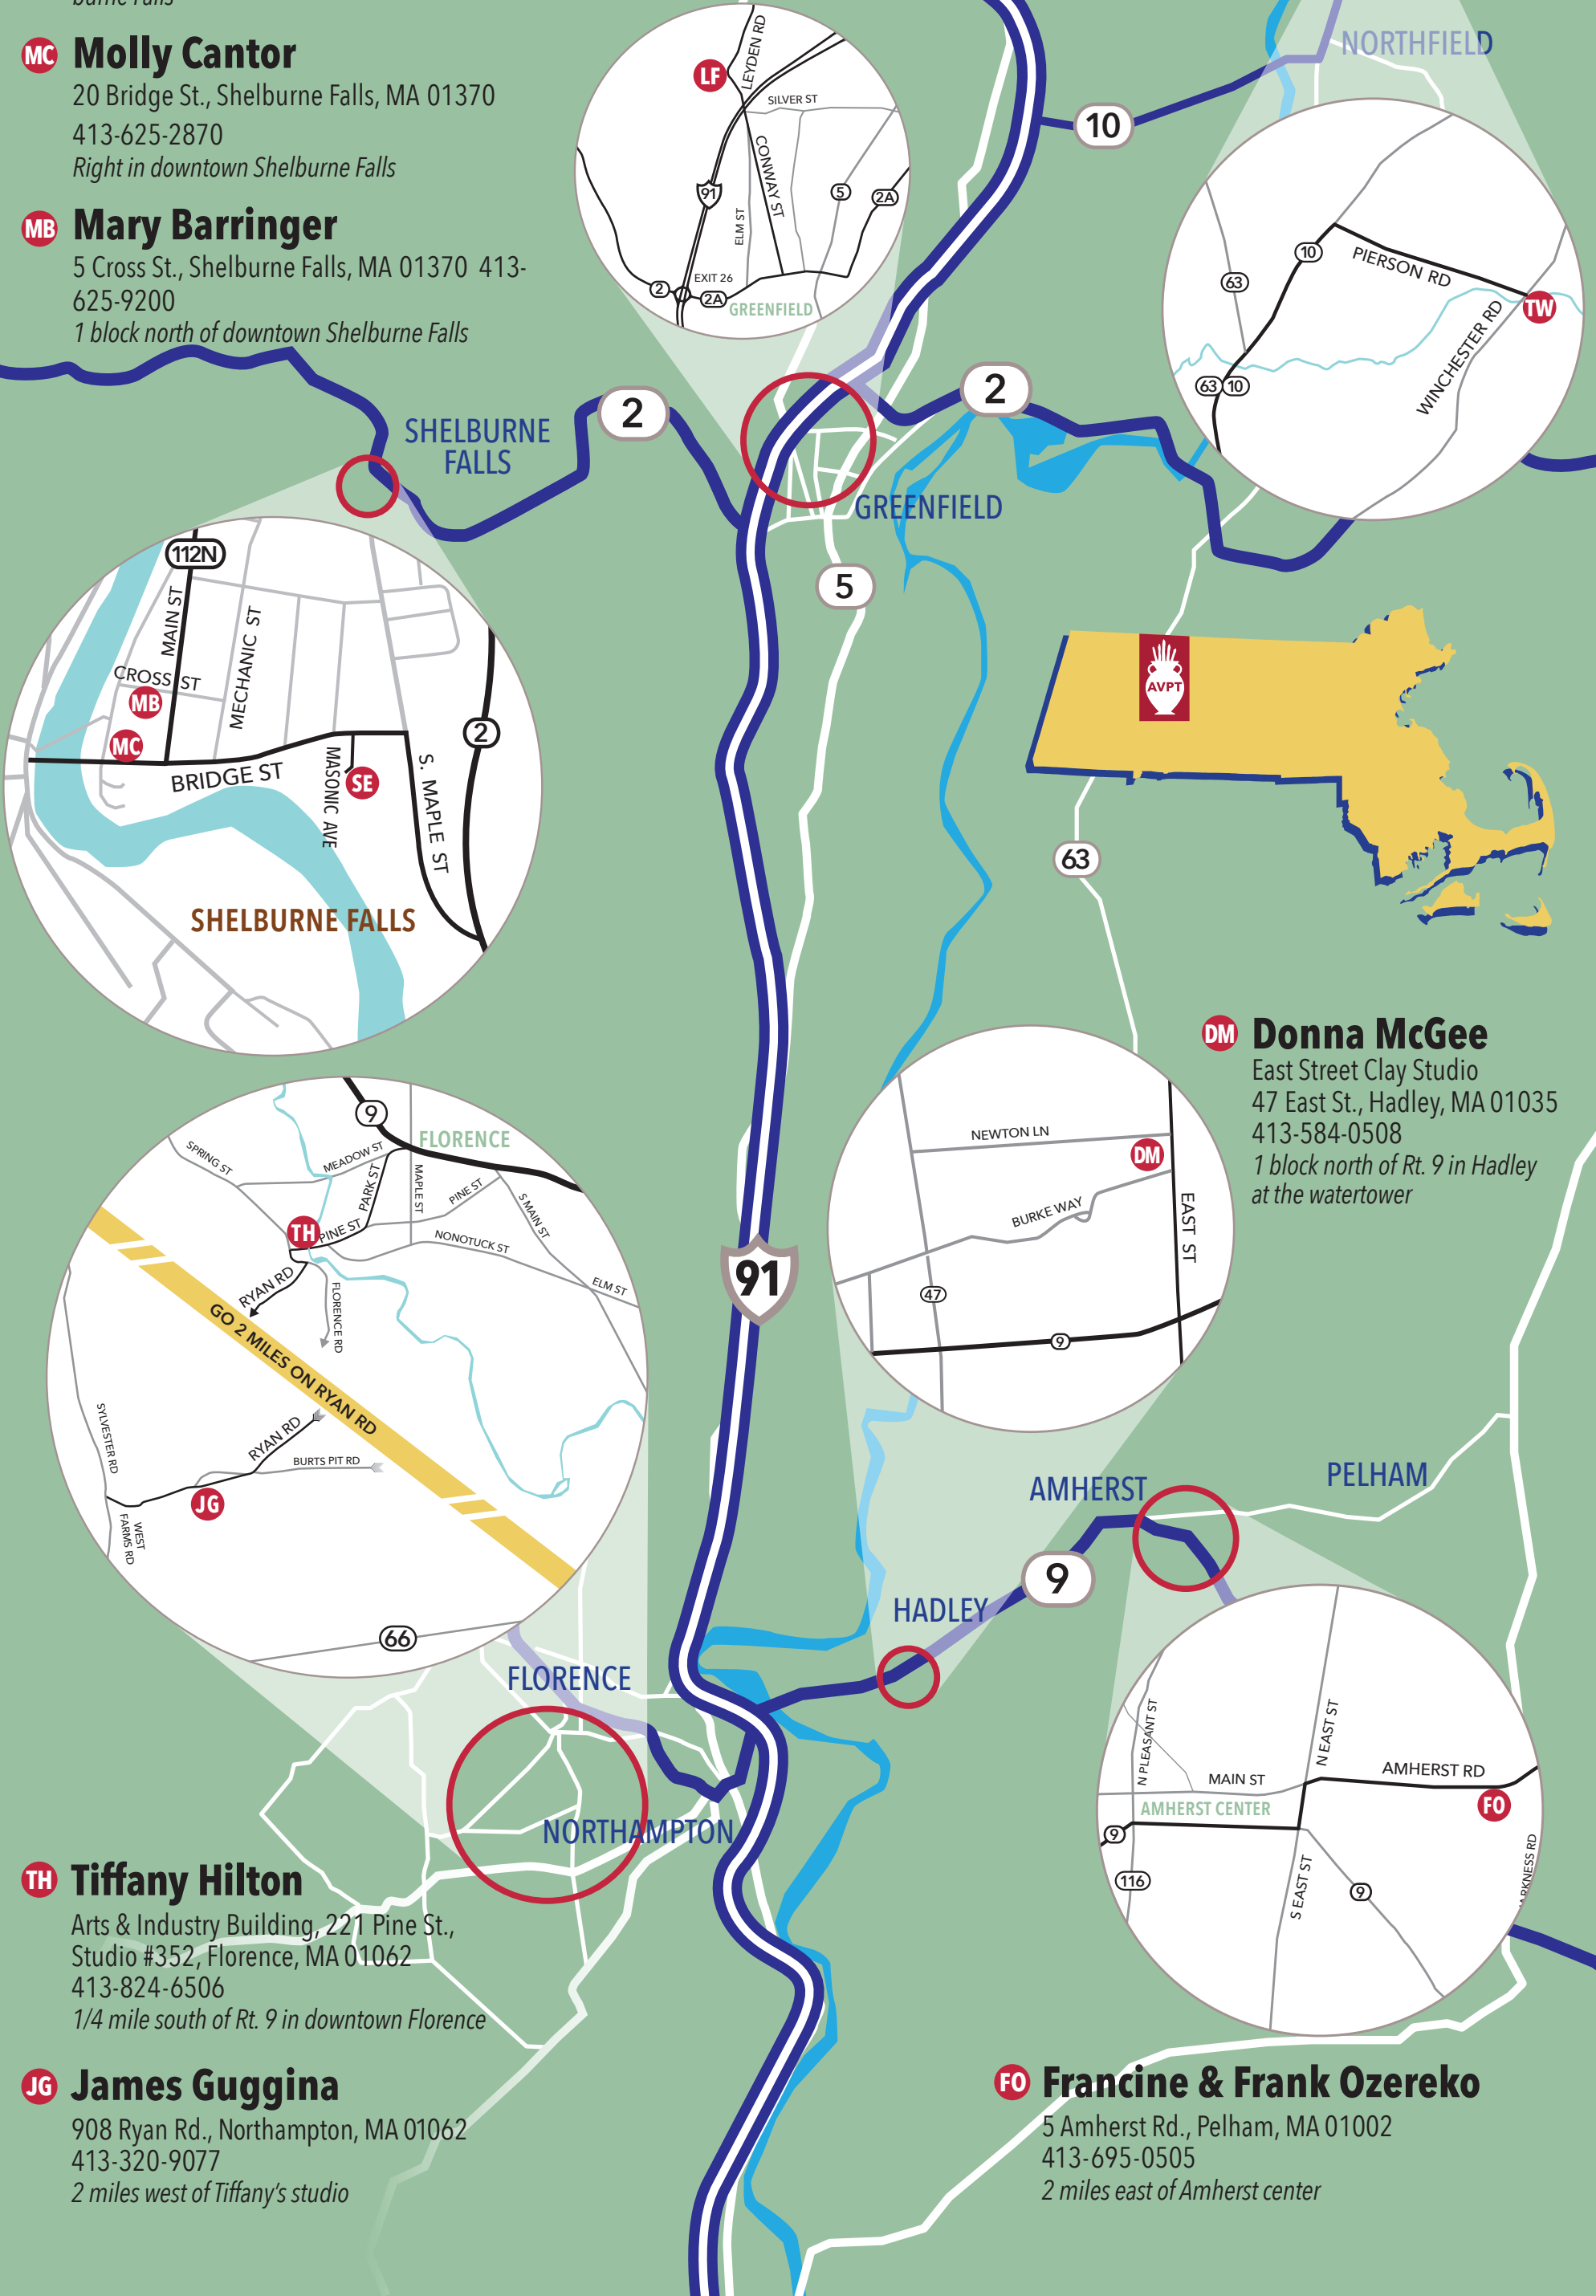 burne Falls
MC Molly Cantor
20 Bridge St., Shelburne Falls, MA 01370
413-625-2870
Right in downtown Shelburne Falls
MB Mary Barringer
5 Cross St., Shelburne Falls, MA 01370 413-
625-9200
1 block north of downtown Shelburne Falls
LF
LEYDEN RD
SILVER ST
CONWAY ST
91
5
2A
ELM ST
EXIT 26
2
2A
GREENFIELD
10
NORTHFIELD
10
PIERSON RD
63
TW
WINCHESTER RD
63
10
2
2
SHELBURNE
FALLS
GREENFIELD
5
112N
MAIN ST
MECHANIC ST
CROSS ST
MB
MC
BRIDGE ST
MASONIC AVE
SE
S. MAPLE ST
2
SHELBURNE FALLS
AVPT
63
DM Donna McGee
East Street Clay Studio
47 East St., Hadley, MA 01035
413-584-0508
1 block north of Rt. 9 in Hadley
at the watertower
9
FLORENCE
SPRING ST
MEADOW ST
PARK ST
MAPLE ST
PINE ST
S MAIN ST
TH
PINE ST
NONOTUCK ST
ELM ST
RYAN RD
FLORENCE RD
GO 2 MILES ON RYAN RD
SYLVESTER RD
RYAN RD
BURTS PIT RD
JG
WEST
FARMS RD
66
NEWTON LN
DM
BURKE WAY
EAST ST
47
9
91
AMHERST
PELHAM
9
HADLEY
FLORENCE
NORTHAMPTON
N PLEASANT ST
N EAST ST
MAIN ST
AMHERST RD
AMHERST CENTER
FO
9
116
S EAST ST
9
TH Tiffany Hilton
Arts & Industry Building, 221 Pine St.,
Studio #352, Florence, MA 01062
413-824-6506
1/4 mile south of Rt. 9 in downtown Florence
JG James Guggina
908 Ryan Rd., Northampton, MA 01062
413-320-9077
2 miles west of Tiffany's studio
FO Francine & Frank Ozereko
5 Amherst Rd., Pelham, MA 01002
413-695-0505
2 miles east of Amherst center